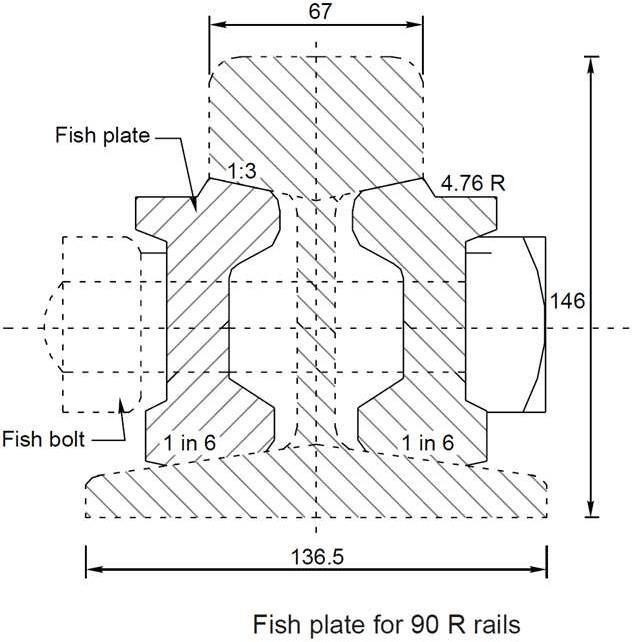 67
Fish plate
1:3
4.76 R
146
Fish bolt
1 in 6
1 in 6
136.5
Fish plate for 90 R rails